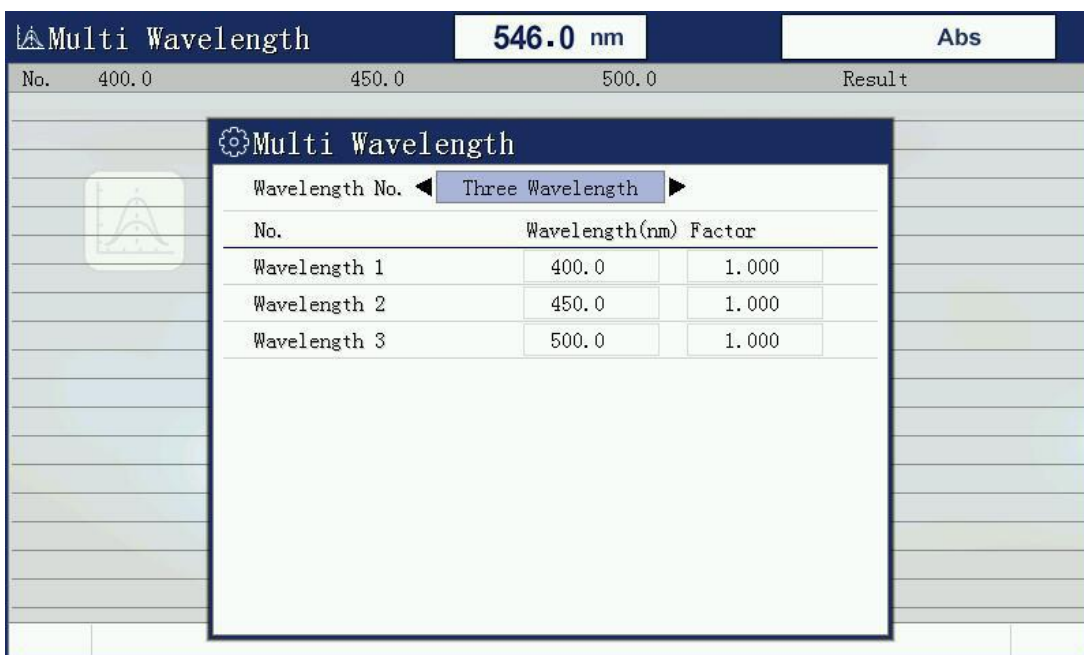 Multi Wavelength 546.0 nm Abs
No. 400.0 450.0 500.0 Result
Multi Wavelength
Wavelength No. Three Wavelength
No. Wavelength(nm) Factor
Wavelength 1 400.0 1.000
Wavelength 2 450.0 1.000
Wavelength 3 500.0 1.000